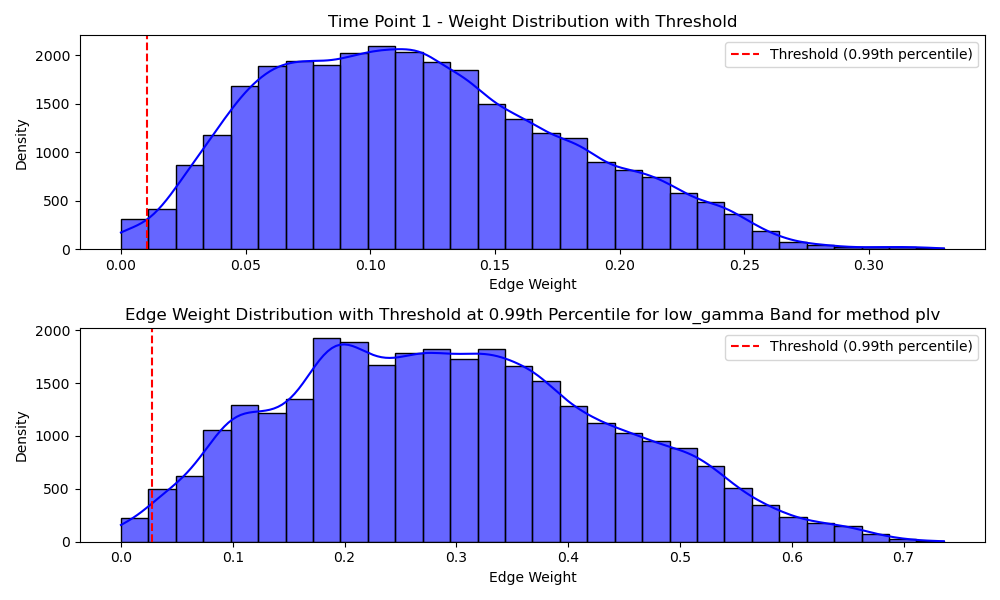 Time Point 1 - Weight Distribution with Threshold
Threshold (0.99th percentile)
Density
2000
1500
1000
500
0
0.00 0.05 0.10 0.15 0.20 0.25 0.30
Edge Weight
Edge Weight Distribution with Threshold at 0.99th Percentile for low_gamma Band for method plv
Threshold (0.99th percentile)
Density
2000
1500
1000
500
0
0.0 0.1 0.2 0.3 0.4 0.5 0.6 0.7
Edge Weight